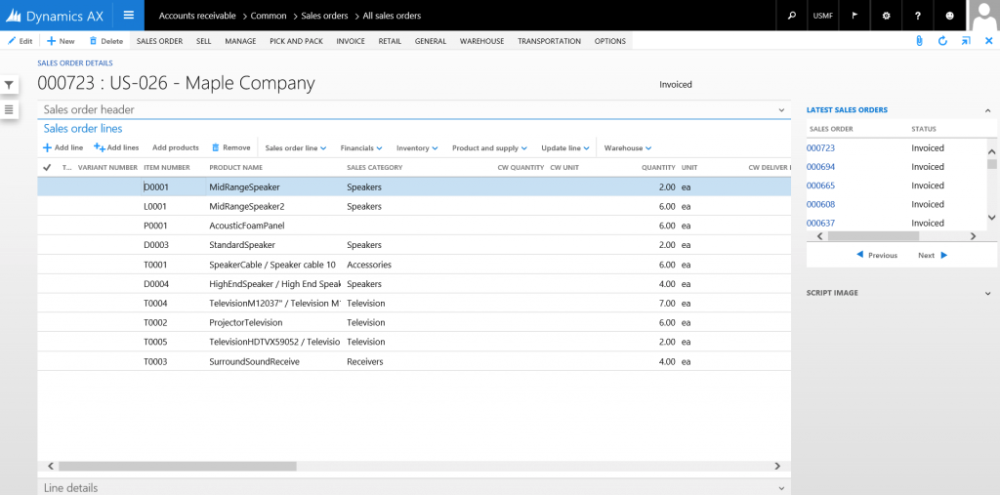 Dynamics AX
Accounts receivable > Common > Sales orders > All sales orders
USMF
?
Edit
New
Delete
SALES ORDER
SELL
MANAGE
PICK AND PACK
INVOICE
RETAIL
GENERAL
WAREHOUSE
TRANSPORTATION
OPTIONS
SALES ORDER DETAILS
000723 : US-026 - Maple Company
Invoiced
Sales order header
Sales order lines
Add line
Add lines
Add products
Remove
Sales order line
Financials
Inventory
Product and supply
Update line
Warehouse
T... VARIANT NUMBER ITEM NUMBER PRODUCT NAME SALES CATEGORY CW QUANTITY CW UNIT QUANTITY UNIT CW DELIVER
D0001 MidRangeSpeaker Speakers 2.00 ea
L0001 MidRangeSpeaker2 Speakers 6.00 ea
P0001 AcousticFoamPanel 6.00 ea
D0003 StandardSpeaker Speakers 2.00 ea
T0001 SpeakerCable / Speaker cable 10 Accessories 6.00 ea
D0004 HighEndSpeaker / High End Speak Speakers 4.00 ea
T0004 TelevisionM12037" / Television M1 Television 7.00 ea
T0002 ProjectorTelevision Television 6.00 ea
T0005 TelevisionHDTVX59052 / Televisio Television 2.00 ea
T0003 SurroundSoundReceive Receivers 4.00 ea
Line details
LATEST SALES ORDERS
SALES ORDER STATUS
000723 Invoiced
000694 Invoiced
000665 Invoiced
000608 Invoiced
000637 Invoiced
Previous
Next
SCRIPT IMAGE